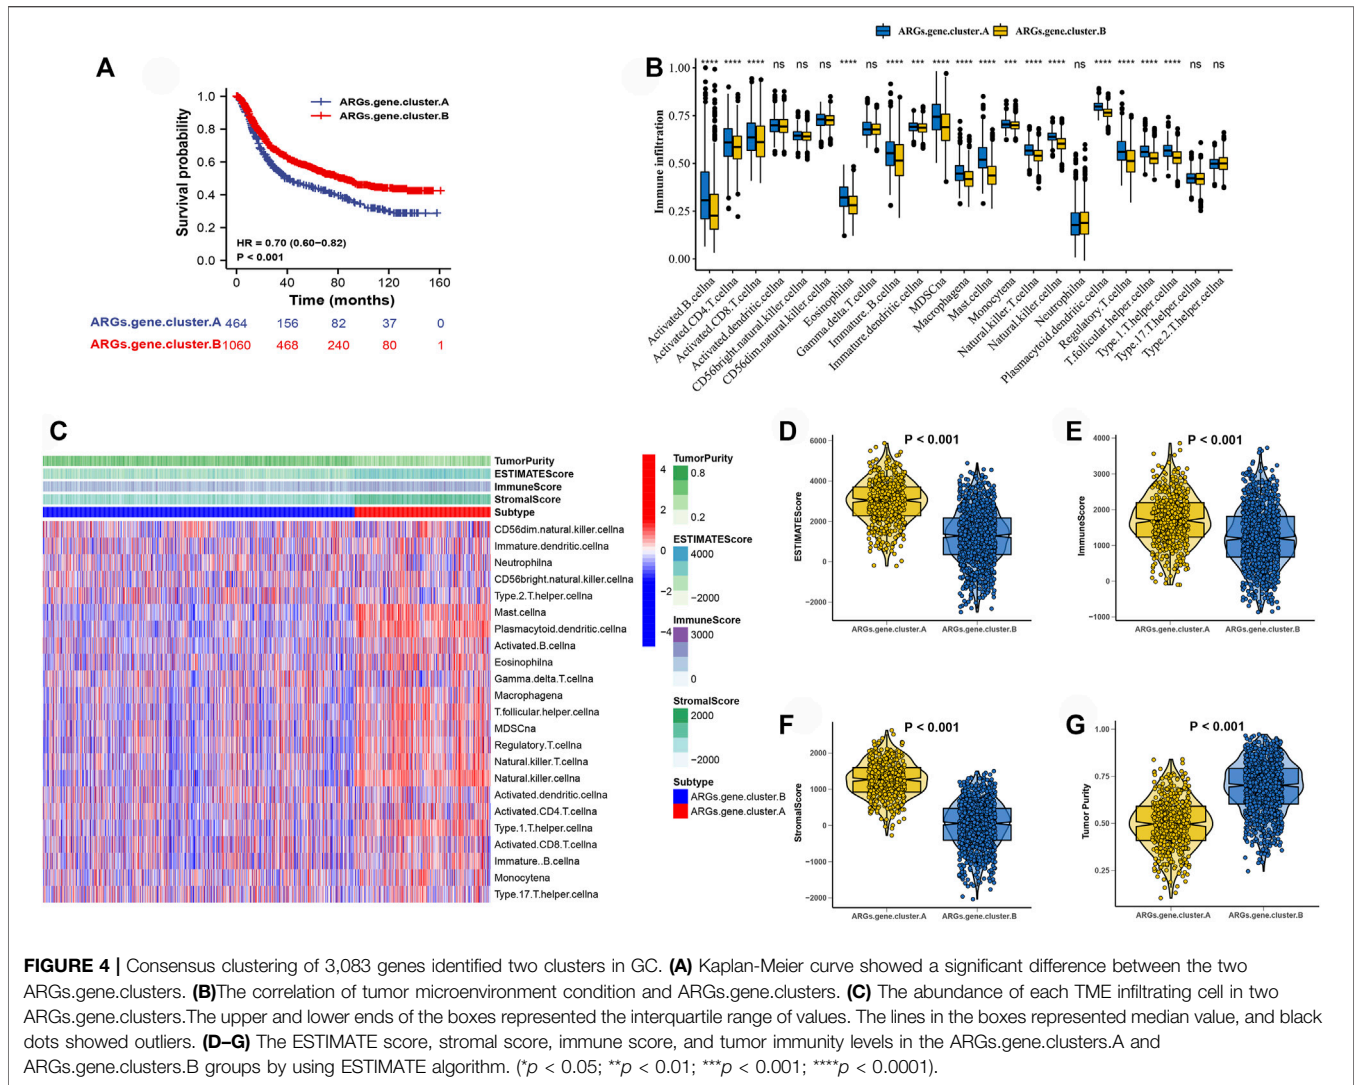 A
1.0
0.8
0.6
0.4
0.2
0.0
Survival probability
ARGs.gene.cluster.A
ARGs.gene.cluster.B
HR = 0.70 (0.60−0.82)
P < 0.001
0 40 80 120 160
Time (months)
ARGs.gene.cluster.A 464 156 82 37 0
ARGs.gene.cluster.B 1060 468 240 80 1
B
ARGs.gene.cluster.A ARGs.gene.cluster.B
**** **** **** ns ns ns **** ns **** *** **** **** **** *** **** **** ns **** **** **** **** ns ns
1.00
0.75
0.50
0.25
0.00
Immune infiltration
Activated.B.cellna
Activated.CD4.T.cellna
Activated.CD8.T.cellna
Activated.dendritic.cellna
CD56bright.natural.killer.cellna
CD56dim.natural.killer.cellna
Eosinophilna
Gamma.delta.T.cellna
Immature..B.cellna
Immature.dendritic.cellna
MDSCna
Macrophagena
Mast.cellna
Monocytena
Natural.killer.T.cellna
Natural.killer.cellna
Neutrophilna
Plasmacytoid.dendritic.cellna
Regulatory.T.cellna
T.follicular.helper.cellna
Type.1.T.helper.cellna
Type.17.T.helper.cellna
Type.2.T.helper.cellna
C
TumorPurity
ESTIMATEScore
ImmuneScore
StromalScore
Subtype
CD56dim.natural.killer.cellna
Immature.dendritic.cellna
Neutrophilna
CD56bright.natural.killer.cellna
Type.2.T.helper.cellna
Mast.cellna
Plasmacytoid.dendritic.cellna
Activated.B.cellna
Eosinophilna
Gamma.delta.T.cellna
Macrophagena
T.follicular.helper.cellna
MDSCna
Regulatory.T.cellna
Natural.killer.T.cellna
Natural.killer.cellna
Activated.dendritic.cellna
Activated.CD4.T.cellna
Type.1.T.helper.cellna
Activated.CD8.T.cellna
Immature..B.cellna
Monocytena
Type.17.T.helper.cellna
4
2
0
−2
−4
TumorPurity
0.8
0.2
ESTIMATEScore
4000
−2000
ImmuneScore
3000
0
StromalScore
2000
−2000
Subtype
ARGs.gene.cluster.B
ARGs.gene.cluster.A
D
P < 0.001
6000
4000
2000
0
−2000
ESTIMATEScore
ARGs.gene.cluster.A ARGs.gene.cluster.B
E
P < 0.001
4000
3000
2000
1000
0
−1000
ImmuneScore
ARGs.gene.cluster.A ARGs.gene.cluster.B
F
P < 0.001
2000
1000
0
−1000
−2000
StromalScore
ARGs.gene.cluster.A ARGs.gene.cluster.B
G
P < 0.001
1.00
0.75
0.50
0.25
Tumor Purity
ARGs.gene.cluster.A ARGs.gene.cluster.B
FIGURE 4 | Consensus clustering of 3,083 genes identified two clusters in GC. (A) Kaplan-Meier curve showed a significant difference between the two
ARGs.gene.clusters. (B)The correlation of tumor microenvironment condition and ARGs.gene.clusters. (C) The abundance of each TME infiltrating cell in two
ARGs.gene.clusters.The upper and lower ends of the boxes represented the interquartile range of values. The lines in the boxes represented median value, and black
dots showed outliers. (D–G) The ESTIMATE score, stromal score, immune score, and tumor immunity levels in the ARGs.gene.clusters.A and
ARGs.gene.clusters.B groups by using ESTIMATE algorithm. (*p < 0.05; **p < 0.01; ***p < 0.001; ****p < 0.0001).